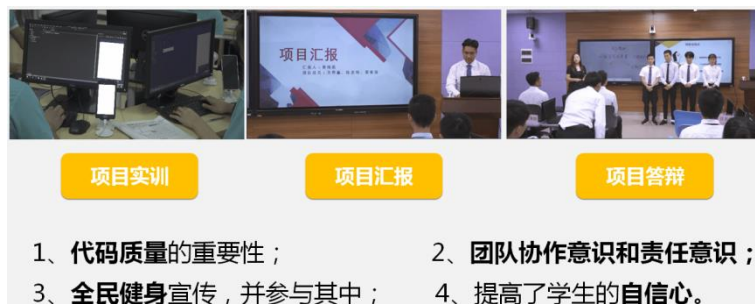 项目汇报
项目实训
项目汇报
项目答辩
1、代码质量的重要性；
2、团队协作意识和责任意识；
3、全民健身宣传，并参与其中；
4、提高了学生的自信心。